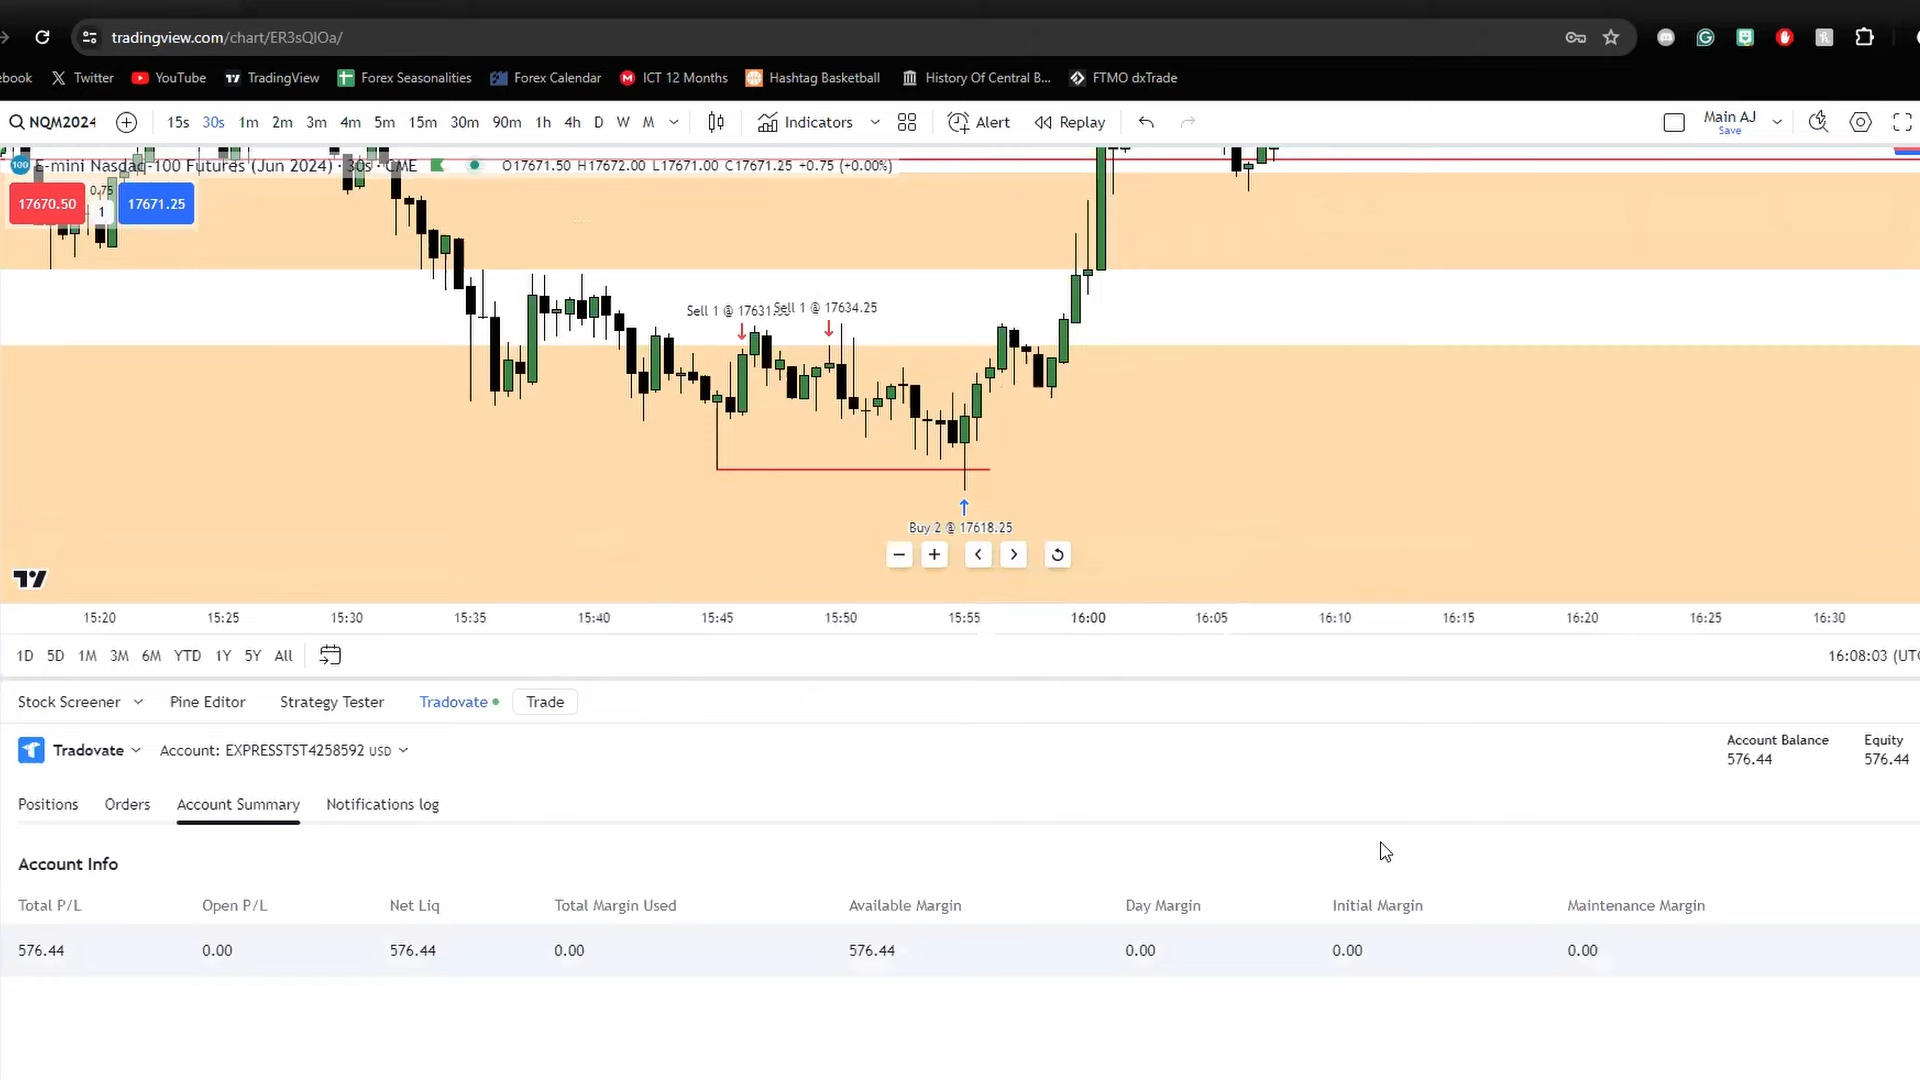 tradingview.com/chart/ER3sQIOa/
ebook Twitter YouTube TradingView Forex Seasonalities Forex Calendar ICT 12 Months Hashtag Basketball History Of Central B... FTMO dxTrade
NQM2024 15s 30s 1m 2m 3m 4m 5m 15m 30m 90m 1h 4h D W M Indicators Alert Replay Main AJ
Save
100 E-mini Nasdaq-100 Futures (Jun 2024) · 30s · CME O17671.50 H17672.00 L17671.00 C17671.25 +0.75 (+0.00%)
17670.50 0.75 1 17671.25
Sell 1 @ 17631. Sell 1 @ 17634.25
Buy 2 @ 17618.25
15:20 15:25 15:30 15:35 15:40 15:45 15:50 15:55 16:00 16:05 16:10 16:15 16:20 16:25 16:30
1D 5D 1M 3M 6M YTD 1Y 5Y All 16:08:03 (UTC
Stock Screener Pine Editor Strategy Tester Tradovate Trade
Tradovate Account: EXPRESSTST4258592 USD
Account Balance Equity
576.44 576.44
Positions Orders Account Summary Notifications log
Account Info
Total P/L Open P/L Net Liq Total Margin Used Available Margin Day Margin Initial Margin Maintenance Margin
576.44 0.00 576.44 0.00 576.44 0.00 0.00 0.00